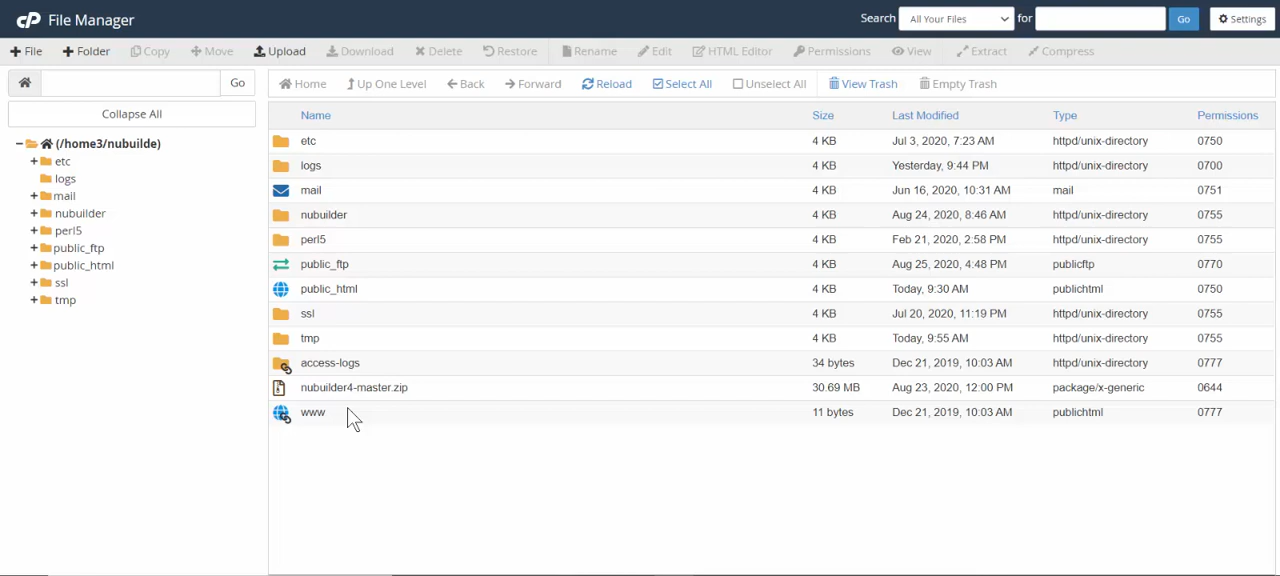 cP File Manager Search All Your Files for Go Settings
+ File + Folder Copy Move Upload Download Delete Restore Rename Edit HTML Editor Permissions View Extract Compress
Go Home Up One Level Back Forward Reload Select All Unselect All View Trash Empty Trash
Collapse All
Name Size Last Modified Type Permissions
(/home3/nubuilde)
etc
logs
mail
nubuilder
perl5
public_ftp
public_html
ssl
tmp
etc 4 KB Jul 3, 2020, 7:23 AM httpd/unix-directory 0750
logs 4 KB Yesterday, 9:44 PM httpd/unix-directory 0700
mail 4 KB Jun 16, 2020, 10:31 AM mail 0751
nubuilder 4 KB Aug 24, 2020, 8:46 AM httpd/unix-directory 0755
perl5 4 KB Feb 21, 2020, 2:58 PM httpd/unix-directory 0755
public_ftp 4 KB Aug 25, 2020, 4:48 PM publicftp 0770
public_html 4 KB Today, 9:30 AM publichtml 0750
ssl 4 KB Jul 20, 2020, 11:19 PM httpd/unix-directory 0755
tmp 4 KB Today, 9:55 AM httpd/unix-directory 0755
access-logs 34 bytes Dec 21, 2019, 10:03 AM httpd/unix-directory 0777
nubuilder4-master.zip 30.69 MB Aug 23, 2020, 12:00 PM package/x-generic 0644
www 11 bytes Dec 21, 2019, 10:03 AM publichtml 0777